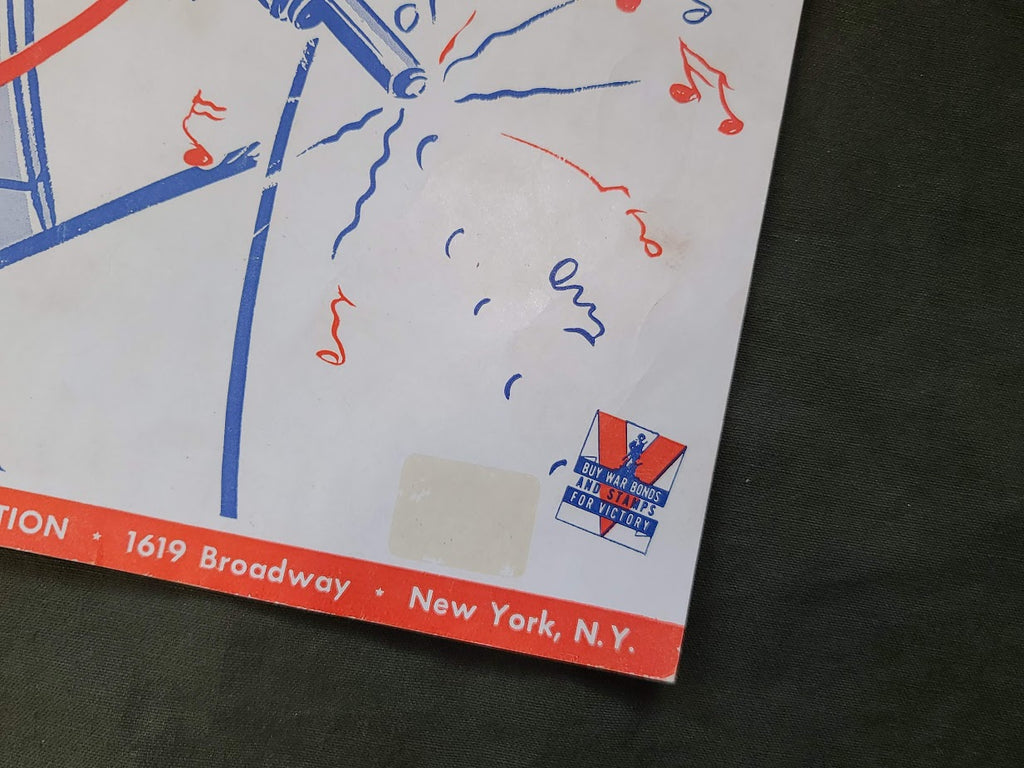 BUY WAR BONDS
AND STAMPS
FOR VICTORY
TION * 1619 Broadway * New York, N.Y.